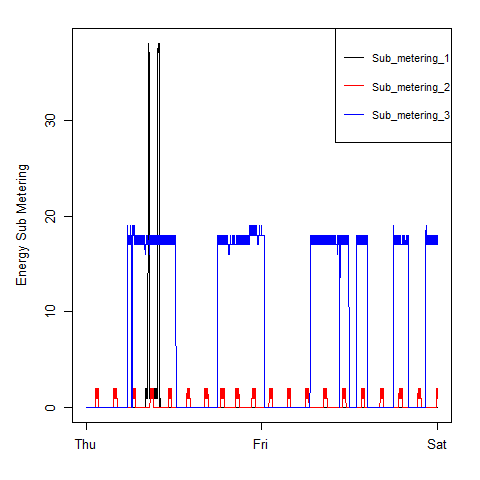 Sub_metering_1
Sub_metering_2
Sub_metering_3
Energy Sub Metering
30
20
10
0
Thu Fri Sat